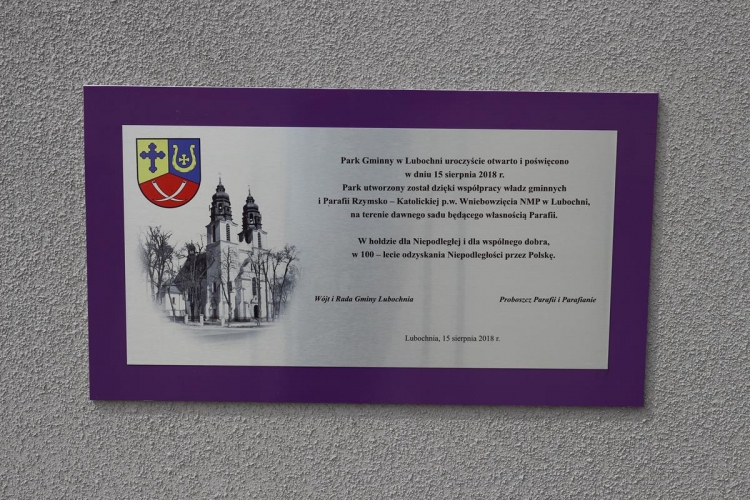 Park Gminny w Lubochni uroczyście otwarto i poświęcono
w dniu 15 sierpnia 2018 r.
Park utworzony został dzięki współpracy władz gminnych
i Parafii Rzymsko – Katolickiej p.w. Wniebowzięcia NMP w Lubochni,
na terenie dawnego sadu będącego własnością Parafii.
W hołdzie dla Niepodległej i dla wspólnego dobra,
w 100 – lecie odzyskania Niepodległości przez Polskę.
Wójt i Rada Gminy Lubochnia
Proboszcz Parafii i Parafianie
Lubochnia, 15 sierpnia 2018 r.